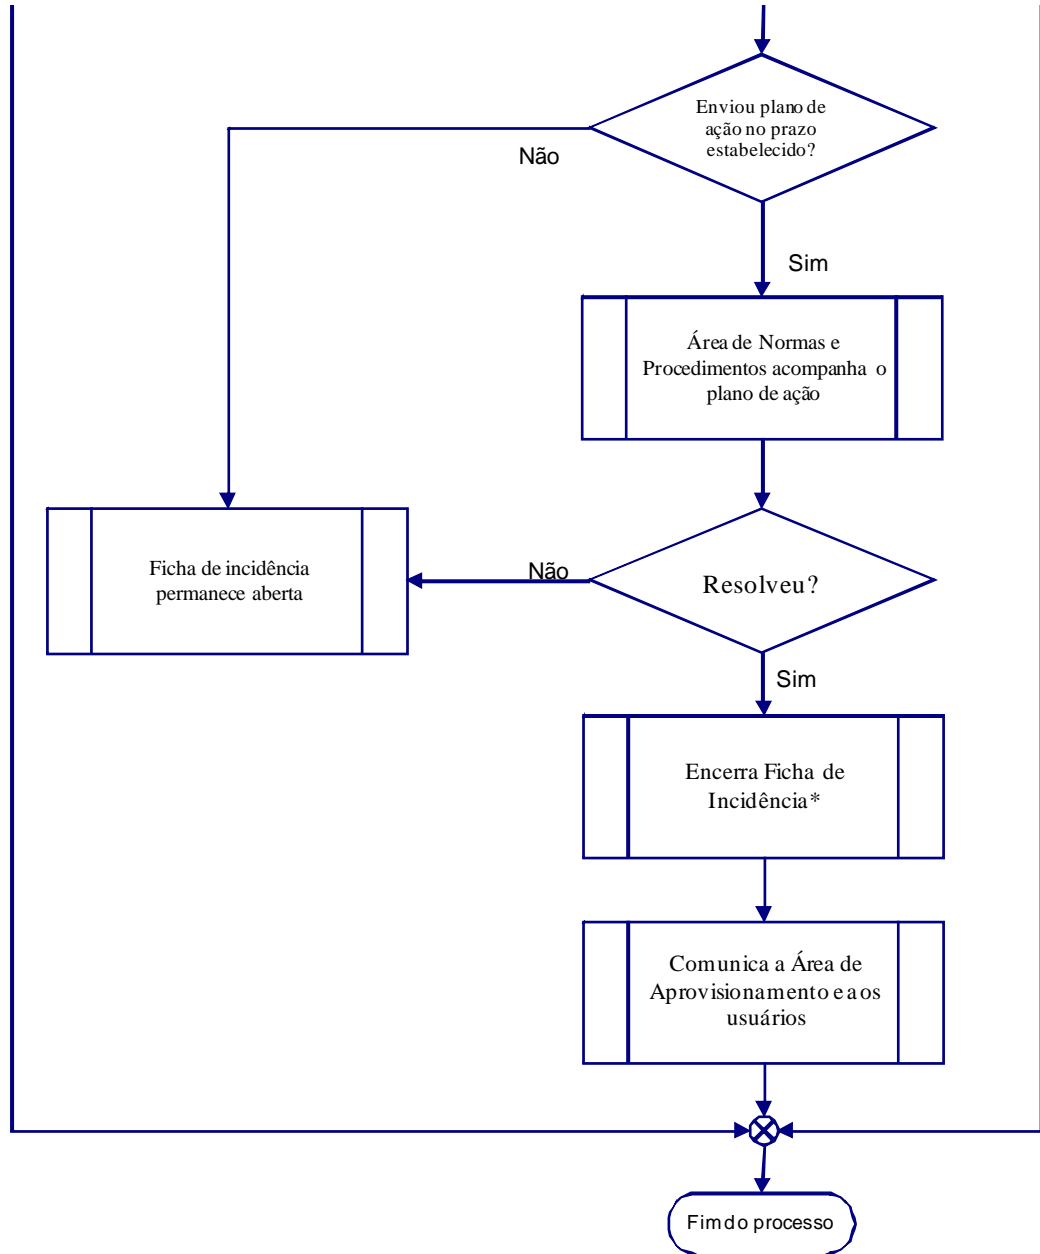 Enviou plano de
ação no prazo
estabelecido?
Não
Sim
Área de Normas e
Procedimentos acompanha o
plano de ação
Ficha de incidência
permanece aberta
Não
Resolveu?
Sim
Encerra Ficha de
Incidência*
Comunica a Área de
Aprovisionamento e aos
usuários
Fim do processo